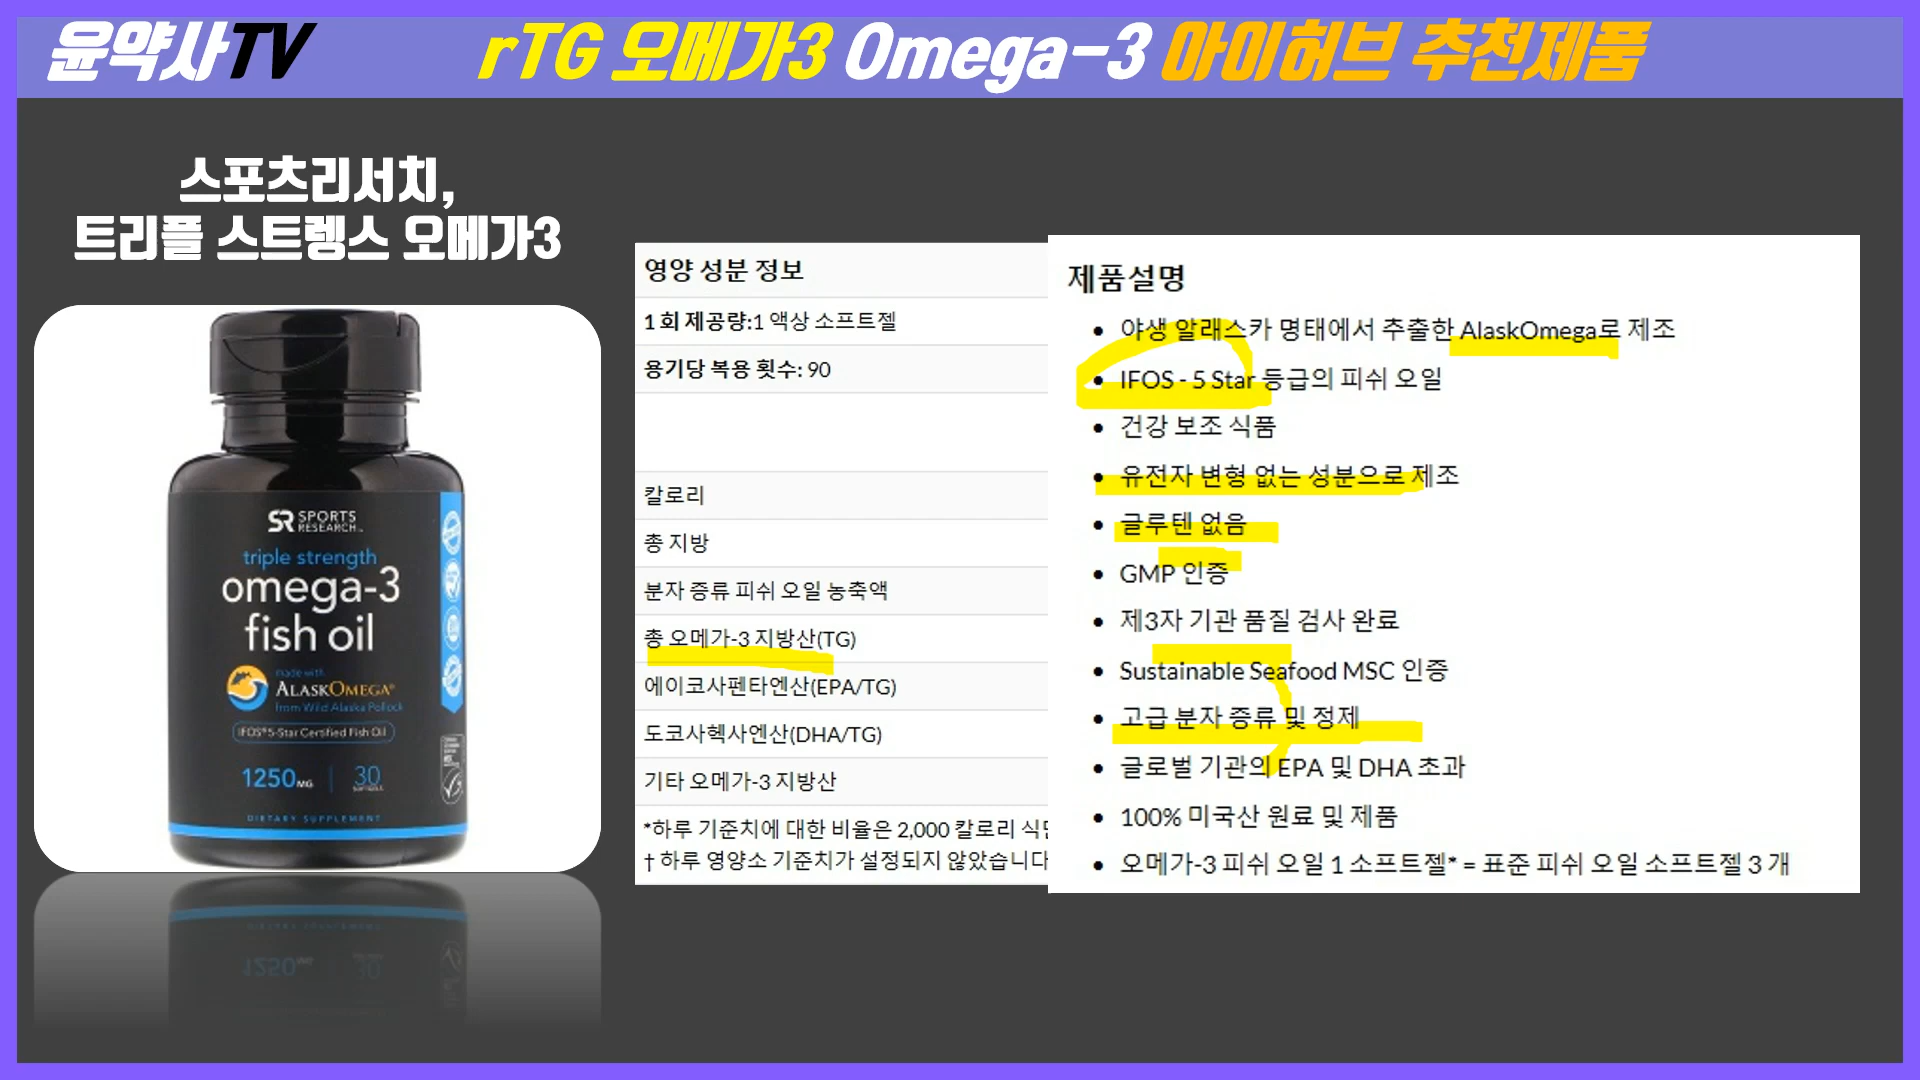 윤약사TV
rTG 오메가3 Omega-3 아이허브 추천제품
스포츠리서치,
트리플 스트렝스 오메가3
SR SPORTS
RESEARCH
triple strength
omega-3
fish oil
made with
ALASKOMEGA®
from Wild Alaska Pollock
IFOS® 5-Star Certified Fish Oil
1250MG | 30
SOFTGELS
DIETARY SUPPLEMENT
영양 성분 정보
1 회 제공량:1 액상 소프트젤
용기당 복용 횟수: 90
칼로리
총 지방
분자 증류 피쉬 오일 농축액
총 오메가-3 지방산(TG)
에이코사펜타엔산(EPA/TG)
도코사헥사엔산(DHA/TG)
기타 오메가-3 지방산
*하루 기준치에 대한 비율은 2,000 칼로리
† 하루 영양소 기준치가 설정되지 않았습니다
제품설명
• 야생 알래스카 명태에서 추출한 AlaskOmega로 제조
• IFOS - 5 Star 등급의 피쉬 오일
• 건강 보조 식품
• 유전자 변형 없는 성분으로 제조
• 글루텐 없음
• GMP 인증
• 제3자 기관 품질 검사 완료
• Sustainable Seafood MSC 인증
• 고급 분자 증류 및 정제
• 글로벌 기관의 EPA 및 DHA 초과
• 100% 미국산 원료 및 제품
• 오메가-3 피쉬 오일 1 소프트젤* = 표준 피쉬 오일 소프트젤 3 개